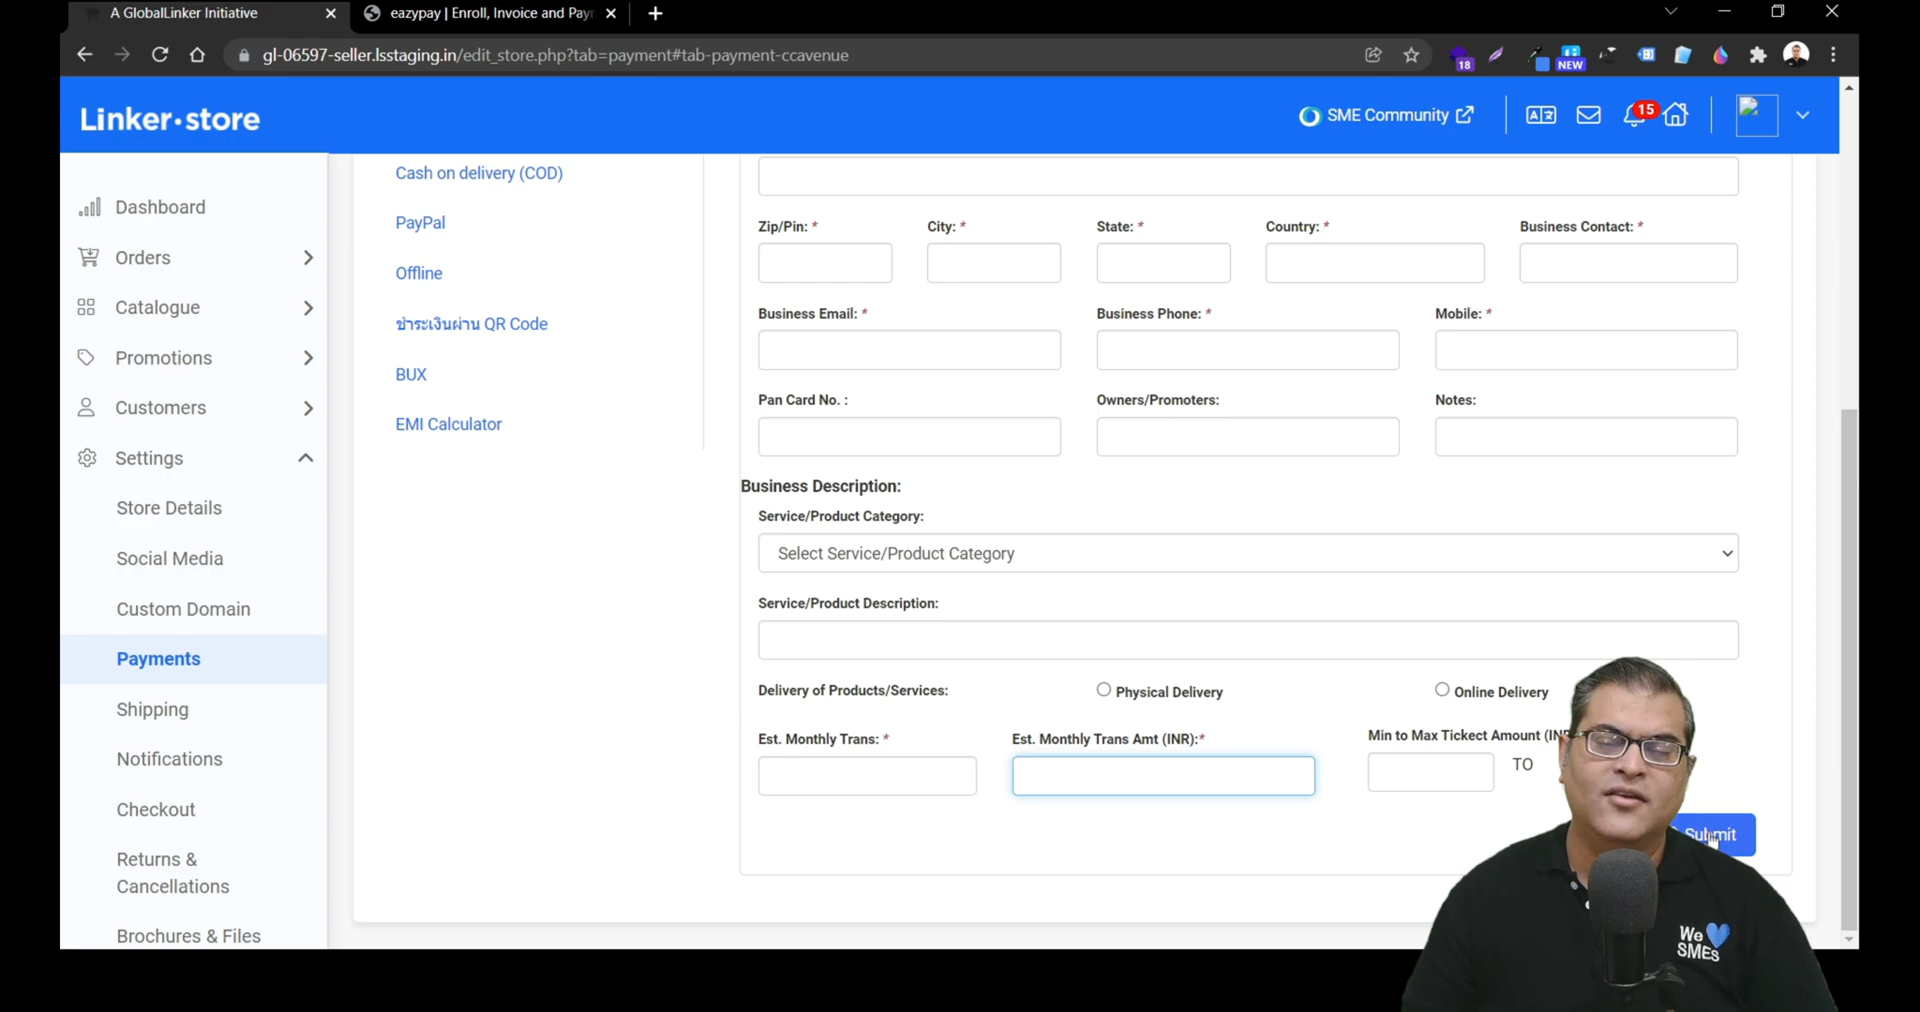 A GlobalLinker Initiative
eazypay | Enroll, Invoice and Payn
gl-06597-seller.lsstaging.in/edit_store.php?tab=payment#tab-payment-ccavenue
18
NEW
Linker·store
SME Community
15
Dashboard
Orders
Catalogue
Promotions
Customers
Settings
Store Details
Social Media
Custom Domain
Payments
Shipping
Notifications
Checkout
Returns &
Cancellations
Brochures & Files
Cash on delivery (COD)
PayPal
Offline
ชำระเงินผ่าน QR Code
BUX
EMI Calculator
Zip/Pin: * City: * State: * Country: * Business Contact: *
Business Email: * Business Phone: * Mobile: *
Pan Card No. : Owners/Promoters: Notes:
Business Description:
Service/Product Category:
Select Service/Product Category
Service/Product Description:
Delivery of Products/Services: Physical Delivery Online Delivery
Est. Monthly Trans: * Est. Monthly Trans Amt (INR):* Min to Max Tickect Amount (IN
TO
Submit
We
SMEs